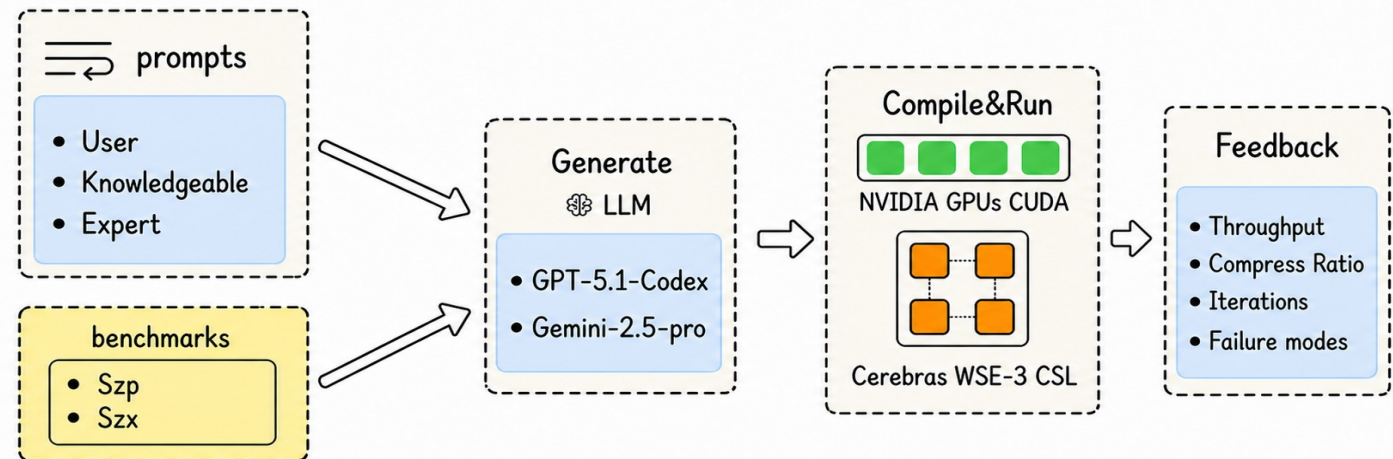 prompts
• User
• Knowledgeable
• Expert
benchmarks
• Szp
• Szx
Generate
LLM
• GPT-5.1-Codex
• Gemini-2.5-pro
Compile&Run
NVIDIA GPUs CUDA
Cerebras WSE-3 CSL
Feedback
• Throughput
• Compress Ratio
• Iterations
• Failure modes